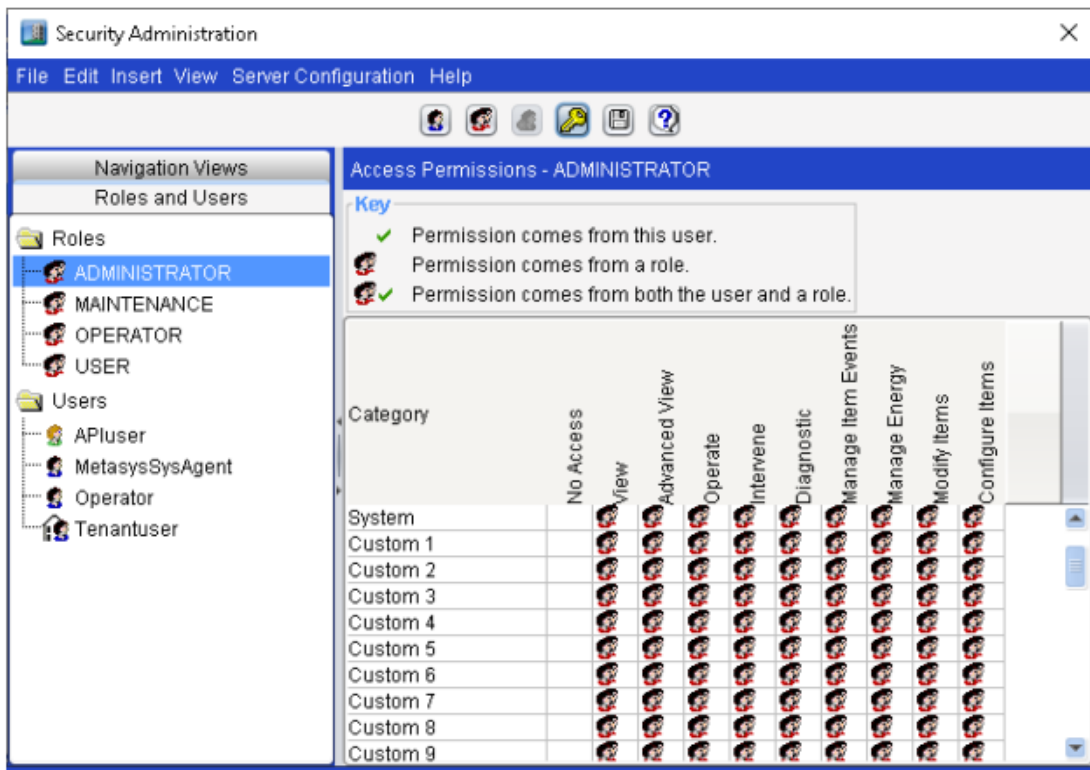 Security Administration
File Edit Insert View Server Configuration Help
Navigation Views
Roles and Users
Roles
ADMINISTRATOR
MAINTENANCE
OPERATOR
USER
Users
APIuser
MetasysSysAgent
Operator
Tenantuser
Access Permissions - ADMINISTRATOR
Key
Permission comes from this user.
Permission comes from a role.
Permission comes from both the user and a role.
Category
No Access
View
Advanced View
Operate
Intervene
Diagnostic
Manage Item Events
Manage Energy
Modify Items
Configure Items
System
Custom 1
Custom 2
Custom 3
Custom 4
Custom 5
Custom 6
Custom 7
Custom 8
Custom 9